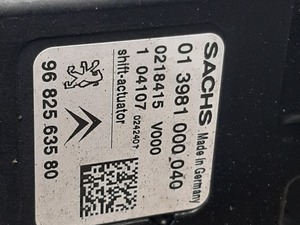 SACHS Made in Germany
01 3981 000 040
0218415 V000
1 04107 0242407
shift-actuator
96 825 635 80